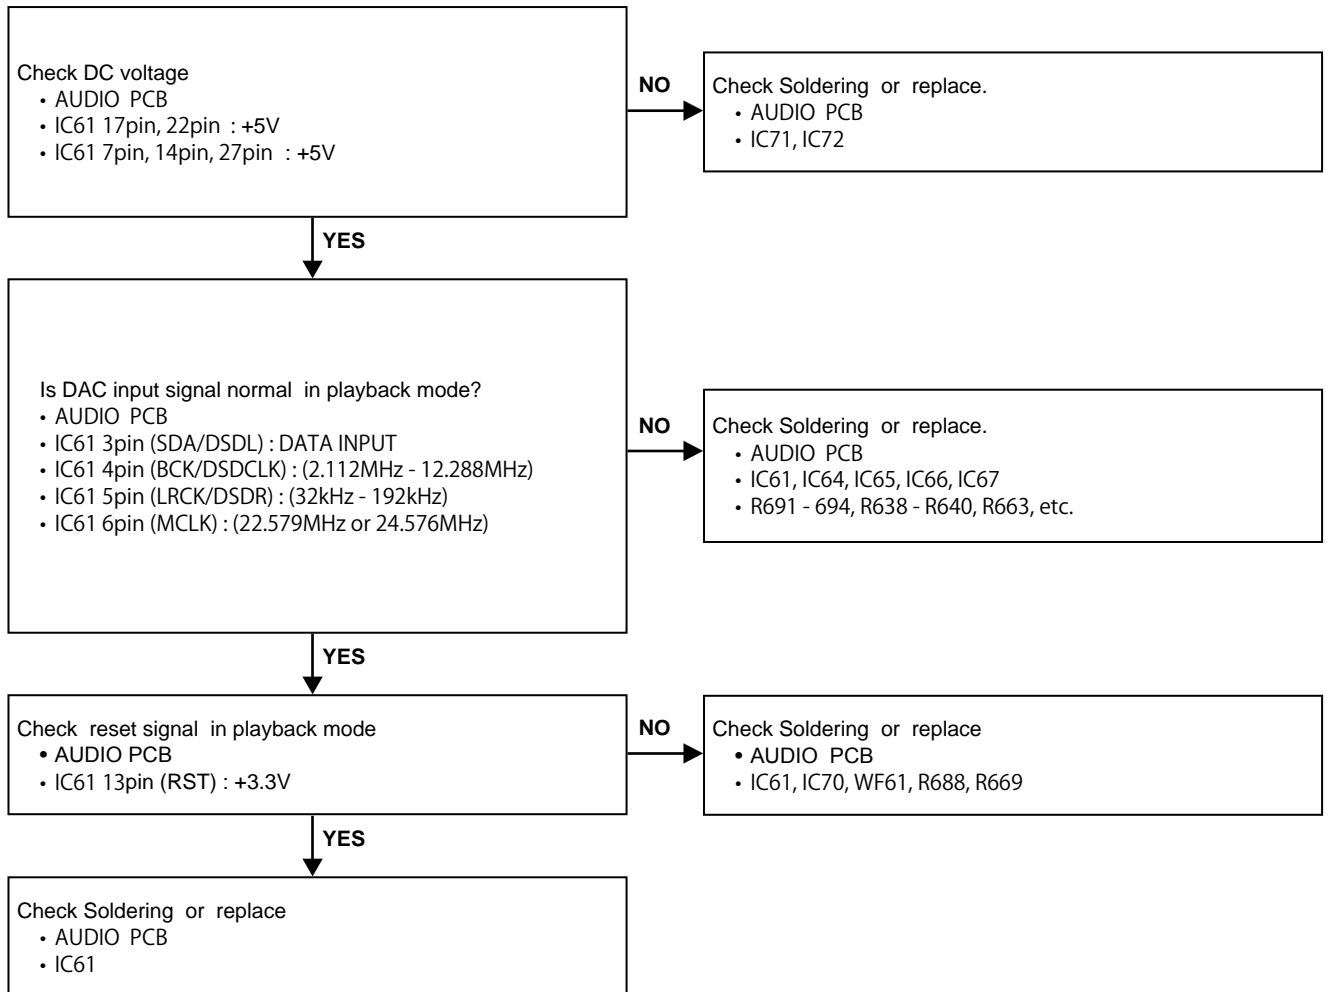 Check DC voltage
• AUDIO PCB
• IC61 17pin, 22pin : +5V
• IC61 7pin, 14pin, 27pin : +5V
NO
Check Soldering or replace.
• AUDIO PCB
• IC71, IC72
YES
Is DAC input signal normal in playback mode?
• AUDIO PCB
• IC61 3pin (SDA/DSDL) : DATA INPUT
• IC61 4pin (BCK/DSDCLK) : (2.112MHz - 12.288MHz)
• IC61 5pin (LRCK/DSDR) : (32kHz - 192kHz)
• IC61 6pin (MCLK) : (22.579MHz or 24.576MHz)
NO
Check Soldering or replace.
• AUDIO PCB
• IC61, IC64, IC65, IC66, IC67
• R691 - 694, R638 - R640, R663, etc.
YES
Check reset signal in playback mode
• AUDIO PCB
• IC61 13pin (RST) : +3.3V
NO
Check Soldering or replace
• AUDIO PCB
• IC61, IC70, WF61, R688, R669
YES
Check Soldering or replace
• AUDIO PCB
• IC61